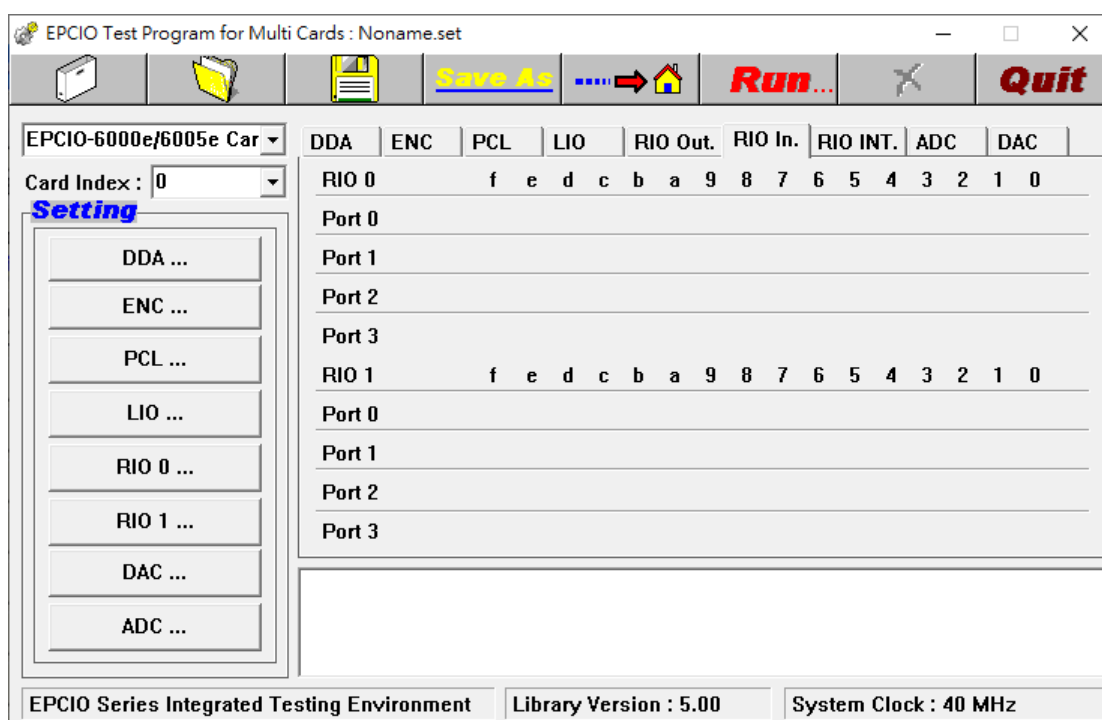 EPCIO Test Program for Multi Cards : Noname.set
Save As Run... Quit
EPCIO-6000e/6005e Car
Card Index : 0
Setting
DDA ...
ENC ...
PCL ...
LIO ...
RIO 0 ...
RIO 1 ...
DAC ...
ADC ...
DDA ENC PCL LIO RIO Out. RIO In. RIO INT. ADC DAC
RIO 0 f e d c b a 9 8 7 6 5 4 3 2 1 0
Port 0
Port 1
Port 2
Port 3
RIO 1 f e d c b a 9 8 7 6 5 4 3 2 1 0
Port 0
Port 1
Port 2
Port 3
EPCIO Series Integrated Testing Environment Library Version : 5.00 System Clock : 40 MHz